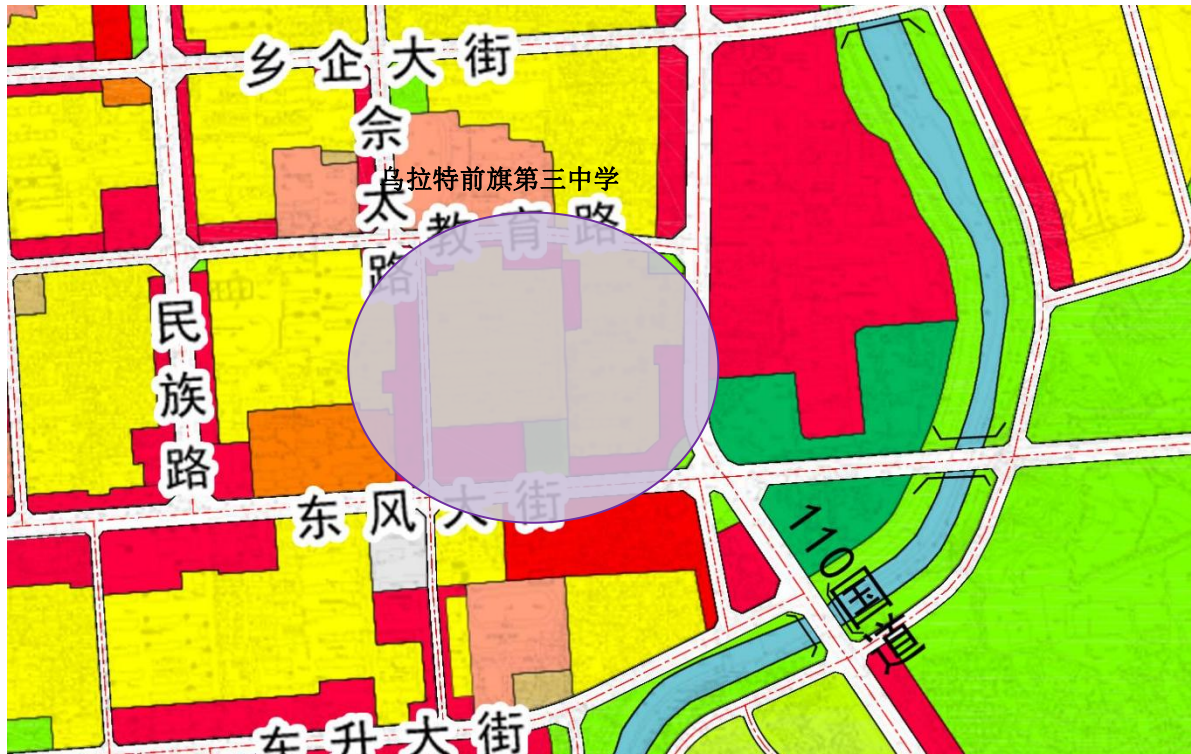 乡企大街
佘太路
乌拉特前旗第三中学
教育路
民族路
东风大街
110国道
东升大街